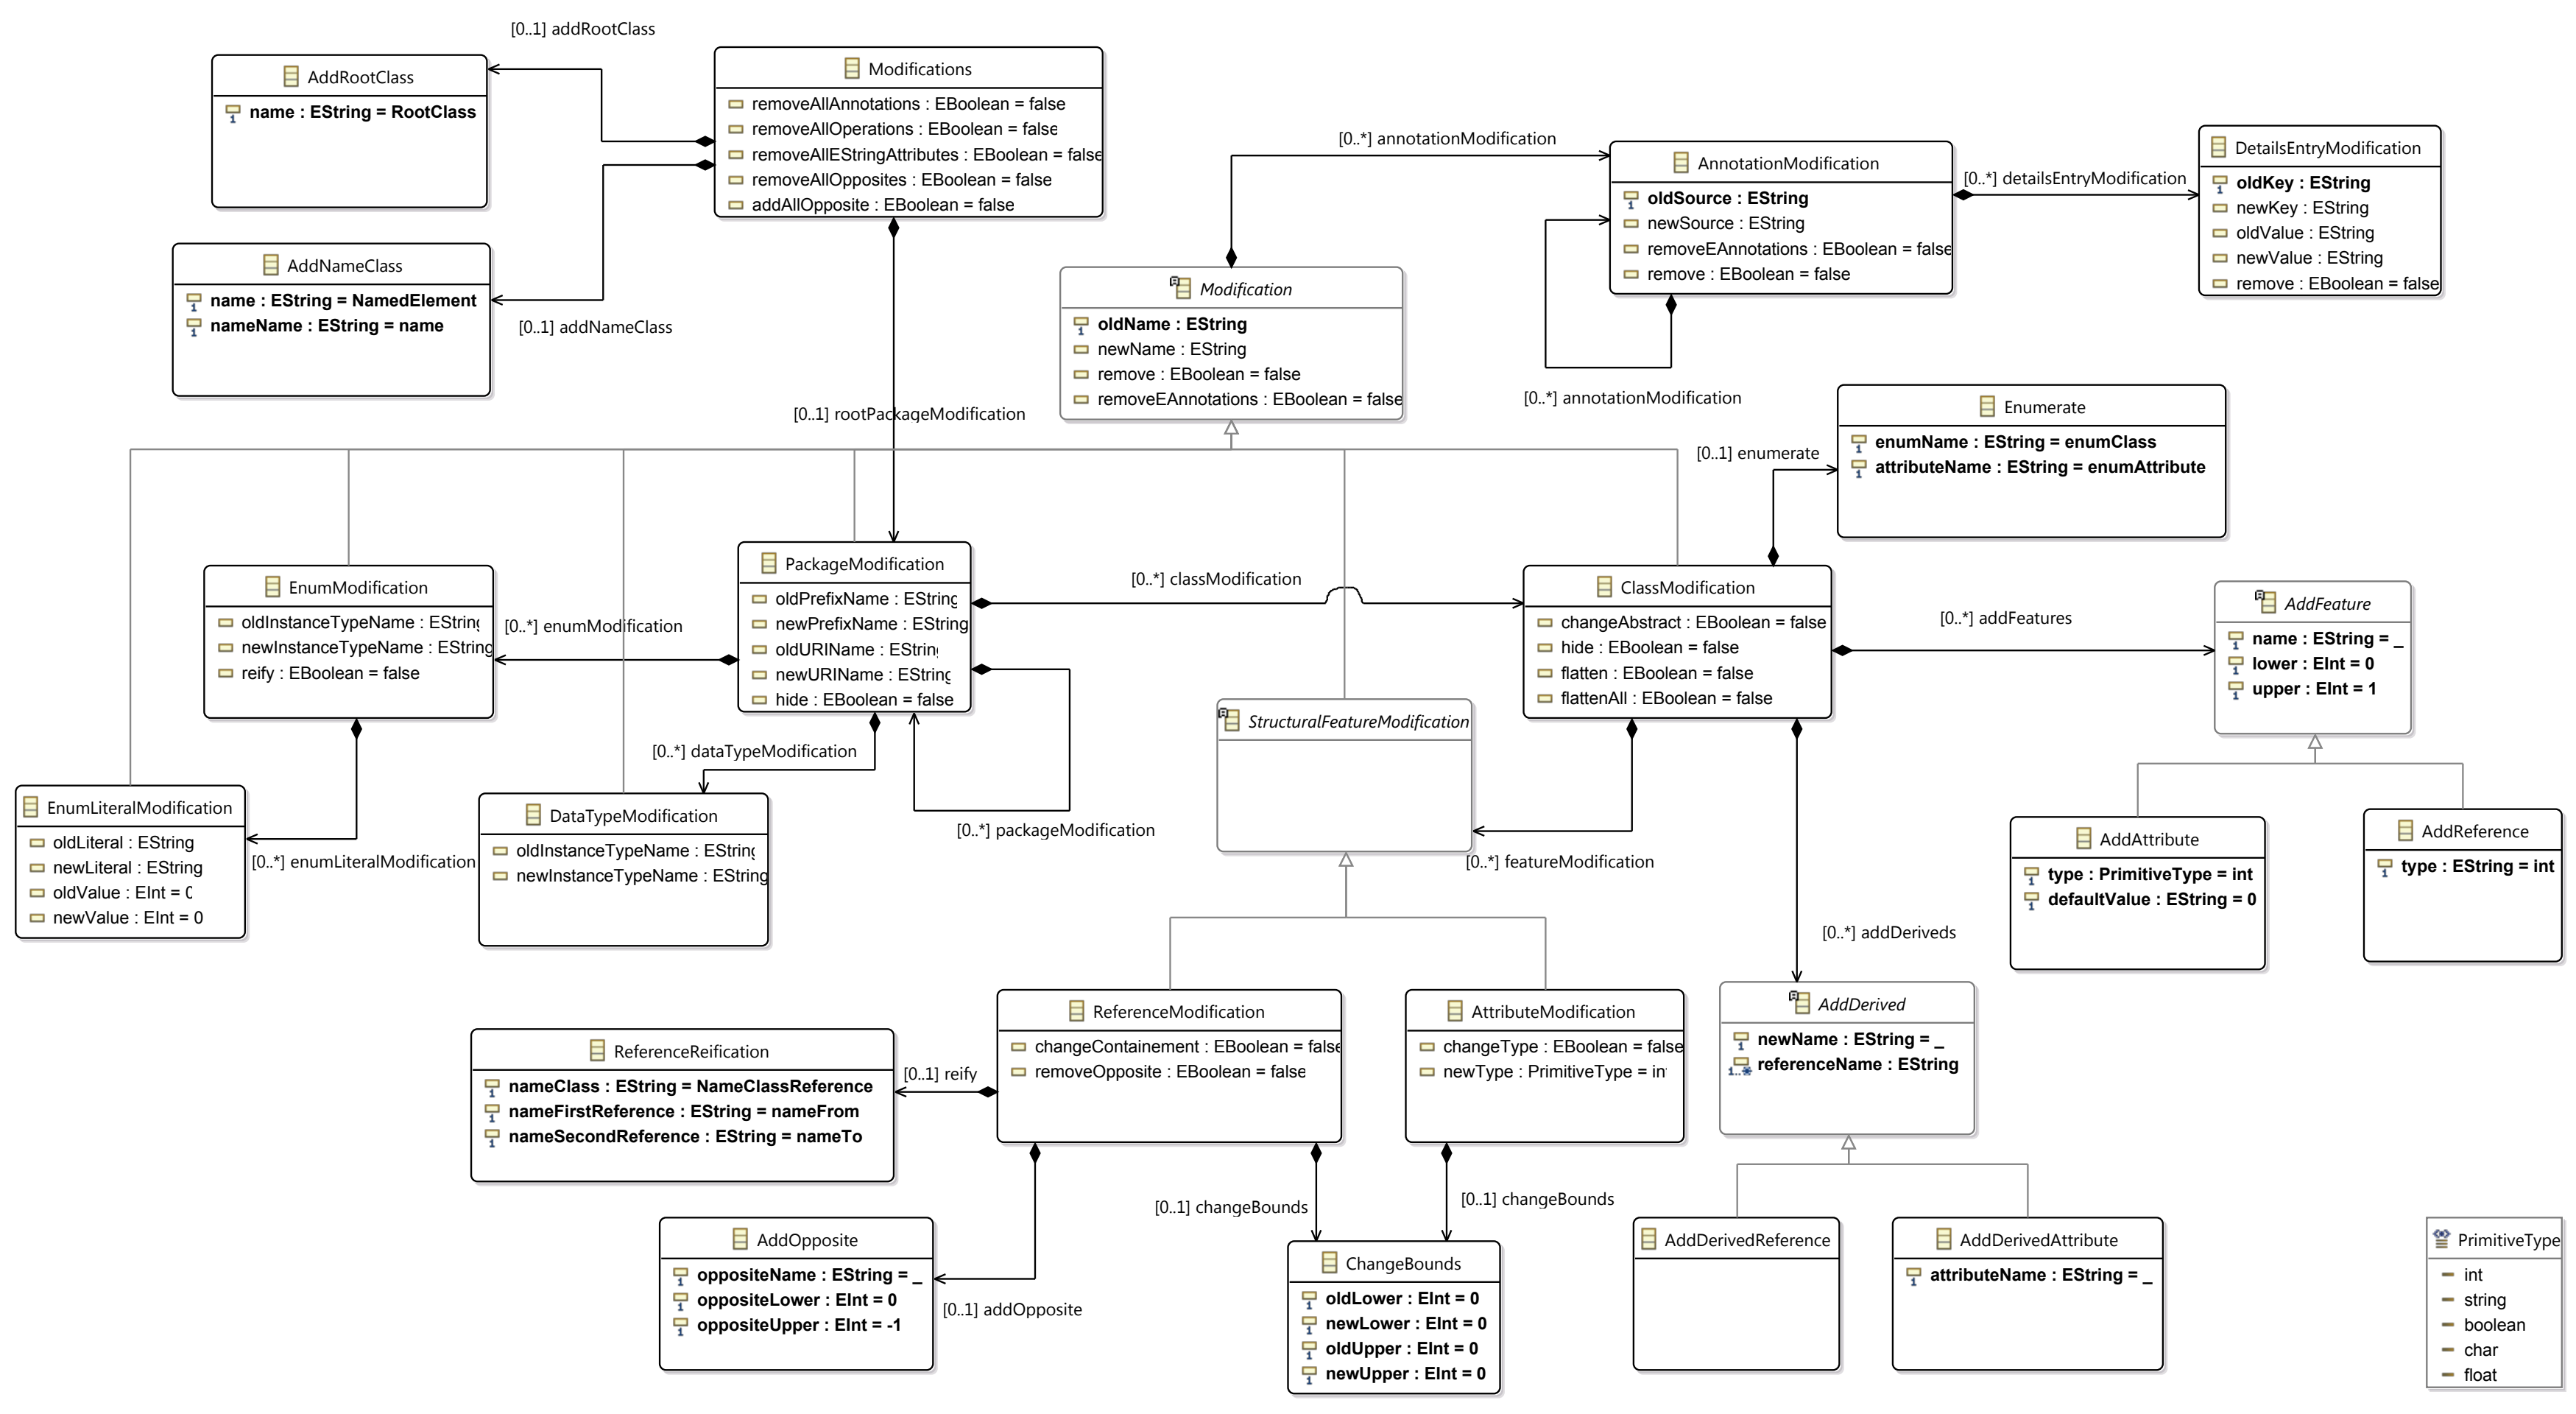 [0..1] addRootClass
AddRootClass
name : EString = RootClass
Modifications
removeAllAnnotations : EBoolean = false
removeAllOperations : EBoolean = false
removeAllEStringAttributes : EBoolean = false
removeAllOpposites : EBoolean = false
addAllOpposite : EBoolean = false
[0..*] annotationModification
AnnotationModification
oldSource : EString
newSource : EString
removeEAnnotations : EBoolean = false
remove : EBoolean = false
[0..*] detailsEntryModification
DetailsEntryModification
oldKey : EString
newKey : EString
oldValue : EString
newValue : EString
remove : EBoolean = false
AddNameClass
name : EString = NamedElement
nameName : EString = name
[0..1] addNameClass
Modification
oldName : EString
newName : EString
remove : EBoolean = false
removeEAnnotations : EBoolean = false
[0..*] annotationModification
[0..1] rootPackageModification
Enumerate
enumName : EString = enumClass
attributeName : EString = enumAttribute
[0..1] enumerate
EnumModification
oldInstanceTypeName : EString
newInstanceTypeName : EString
reify : EBoolean = false
[0..*] enumModification
PackageModification
oldPrefixName : EString
newPrefixName : EString
oldURIName : EString
newURIName : EString
hide : EBoolean = false
[0..*] classModification
ClassModification
changeAbstract : EBoolean = false
hide : EBoolean = false
flatten : EBoolean = false
flattenAll : EBoolean = false
[0..*] addFeatures
AddFeature
name : EString = _
lower : EInt = 0
upper : EInt = 1
StructuralFeatureModification
[0..*] dataTypeModification
EnumLiteralModification
oldLiteral : EString
newLiteral : EString
oldValue : EInt = 0
newValue : EInt = 0
[0..*] enumLiteralModification
DataTypeModification
oldInstanceTypeName : EString
newInstanceTypeName : EString
[0..*] packageModification
[0..*] featureModification
AddAttribute
type : PrimitiveType = int
defaultValue : EString = 0
AddReference
type : EString = int
[0..*] addDeriveds
ReferenceModification
changeContainement : EBoolean = false
removeOpposite : EBoolean = false
AttributeModification
changeType : EBoolean = false
newType : PrimitiveType = int
AddDerived
newName : EString = _
1..* referenceName : EString
ReferenceReification
nameClass : EString = NameClassReference
nameFirstReference : EString = nameFrom
nameSecondReference : EString = nameTo
[0..1] reify
[0..1] changeBounds
[0..1] changeBounds
AddOpposite
oppositeName : EString = _
oppositeLower : EInt = 0
oppositeUpper : EInt = -1
[0..1] addOpposite
ChangeBounds
oldLower : EInt = 0
newLower : EInt = 0
oldUpper : EInt = 0
newUpper : EInt = 0
AddDerivedReference
AddDerivedAttribute
attributeName : EString = _
PrimitiveType
int
string
boolean
char
float